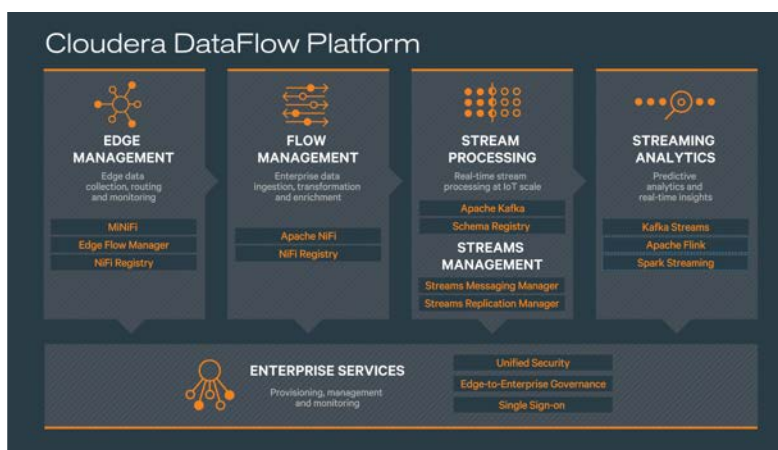 Cloudera DataFlow Platform
EDGE
MANAGEMENT
Edge data
collection, routing
and monitoring
MiNiFi
Edge Flow Manager
NiFi Registry
FLOW
MANAGEMENT
Enterprise data
ingestion, transformation
and enrichment
Apache NiFi
NiFi Registry
STREAM
PROCESSING
Real-time stream
processing at IoT scale
Apache Kafka
Schema Registry
STREAMS
MANAGEMENT
Streams Messaging Manager
Streams Replication Manager
STREAMING
ANALYTICS
Predictive
analytics and
real-time insights
Kafka Streams
Apache Flink
Spark Streaming
ENTERPRISE SERVICES
Provisioning, management
and monitoring
Unified Security
Edge-to-Enterprise Governance
Single Sign-on